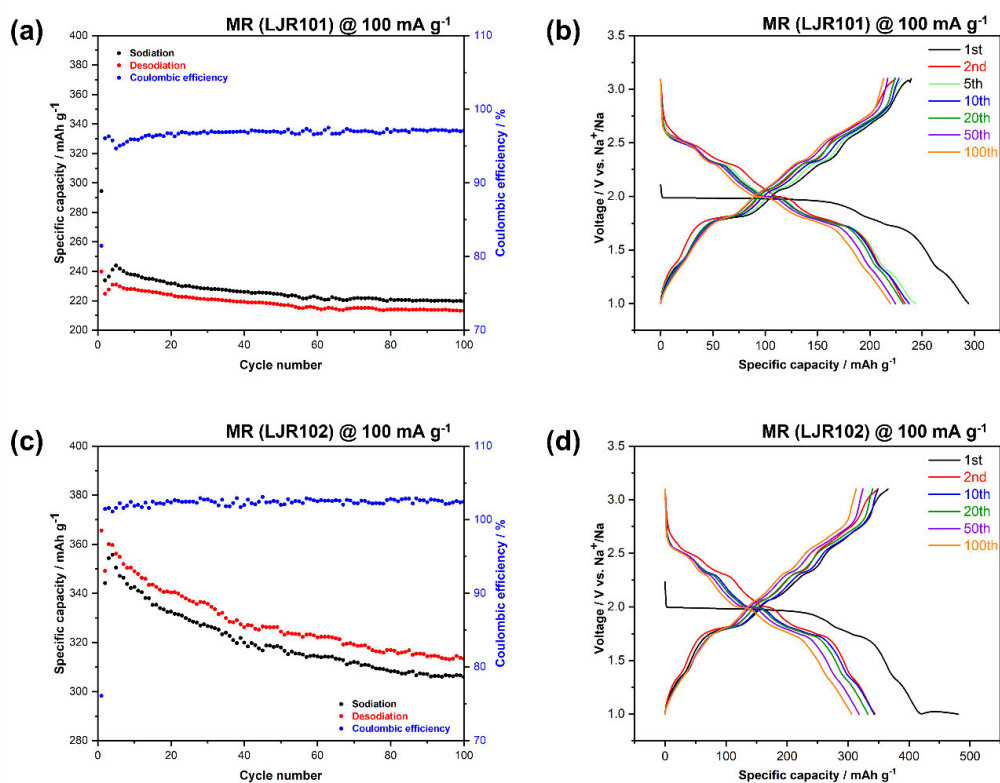 (a)
MR (LJR101) @ 100 mA g⁻¹
400
380
360
340
320
300
280
260
240
220
200
Specific capacity / mAh g⁻¹
Sodiation
Desodiation
Coulombic efficiency
110
100
90
80
70
Coulombic efficiency / %
0
20
40
60
80
100
Cycle number
(b)
MR (LJR101) @ 100 mA g⁻¹
3.5
3.0
2.5
2.0
1.5
1.0
Voltage / V vs. Na⁺/Na
1st
2nd
5th
10th
20th
50th
100th
0
50
100
150
200
250
300
Specific capacity / mAh g⁻¹
(c)
MR (LJR102) @ 100 mA g⁻¹
400
380
360
340
320
300
280
Specific capacity / mAh g⁻¹
110
100
90
80
70
Coulombic efficiency / %
Sodiation
Desodiation
Coulombic efficiency
0
20
40
60
80
100
Cycle number
(d)
MR (LJR102) @ 100 mA g⁻¹
3.5
3.0
2.5
2.0
1.5
1.0
Voltage / V vs. Na⁺/Na
1st
2nd
10th
20th
50th
100th
0
100
200
300
400
500
Specific capacity / mAh g⁻¹